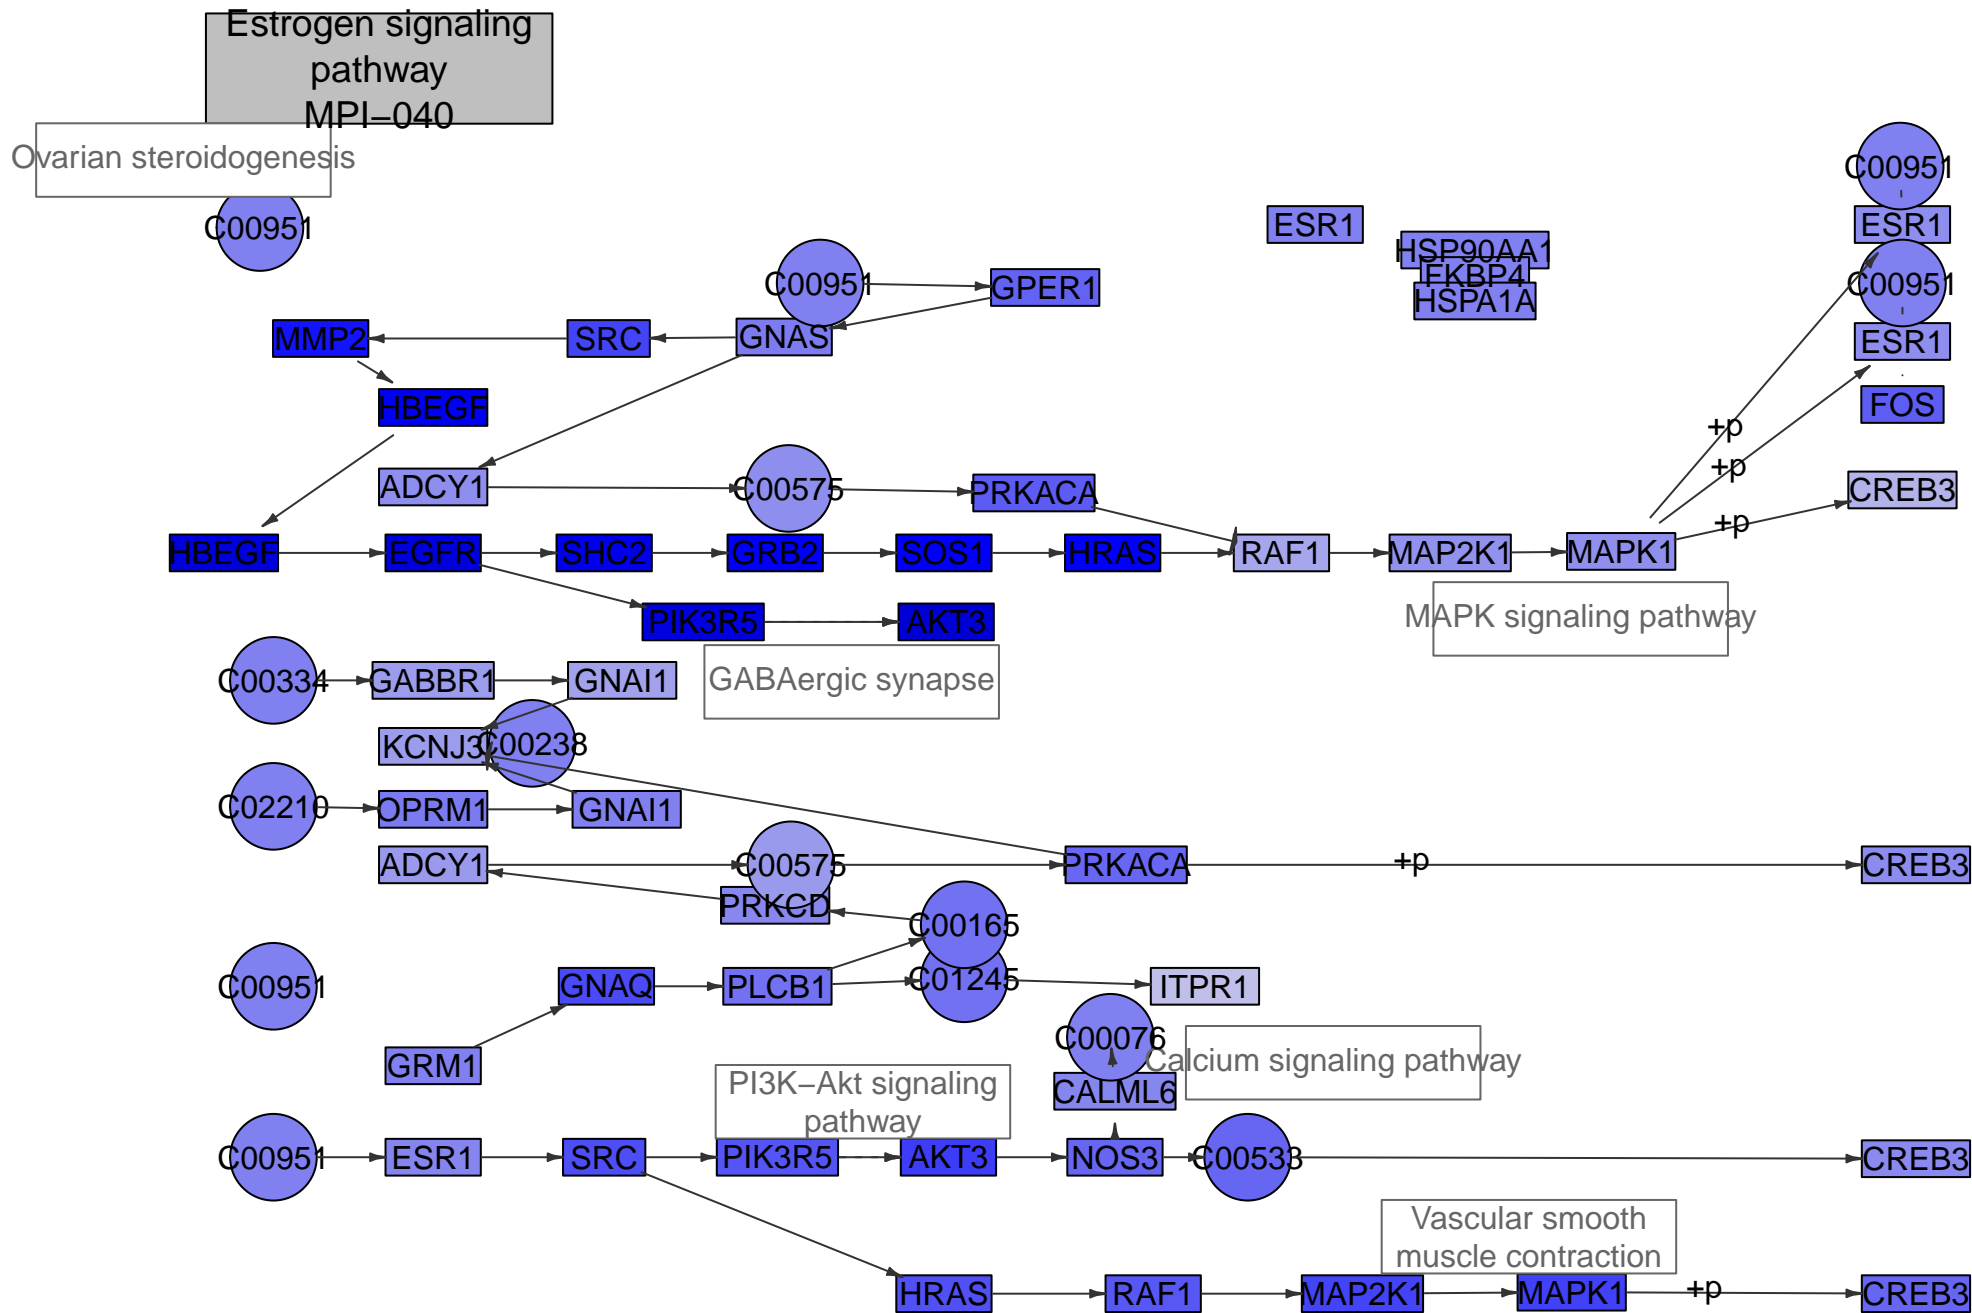 Estrogen signaling
pathway
MPI−040
Ovarian steroidogenesis
C00951
C00951
ESR1
C00951
ESR1
HSP90AA1
FKBP4
HSPA1A
C00951
GPER1
C00951
MMP2
SRC
GNAS
ESR1
HBEGF
FOS
+p
+p
ADCY1
C00575
PRKACA
CREB3
+p
HBEGF
EGFR
SHC2
GRB2
SOS1
HRAS
RAF1
MAP2K1
MAPK1
PIK3R5
AKT3
MAPK signaling pathway
C00334
GABBR1
GNAI1
GABAergic synapse
KCNJ3
C00238
C02210
OPRM1
GNAI1
ADCY1
C00575
PRKACA
+p
CREB3
PRKCD
C00165
C00951
GNAQ
PLCB1
C01245
ITPR1
C00076
Calcium signaling pathway
GRM1
CALML6
PI3K−Akt signaling
pathway
C00951
ESR1
SRC
PIK3R5
AKT3
NOS3
C00533
CREB3
Vascular smooth
muscle contraction
HRAS
RAF1
MAP2K1
MAPK1
+p
CREB3